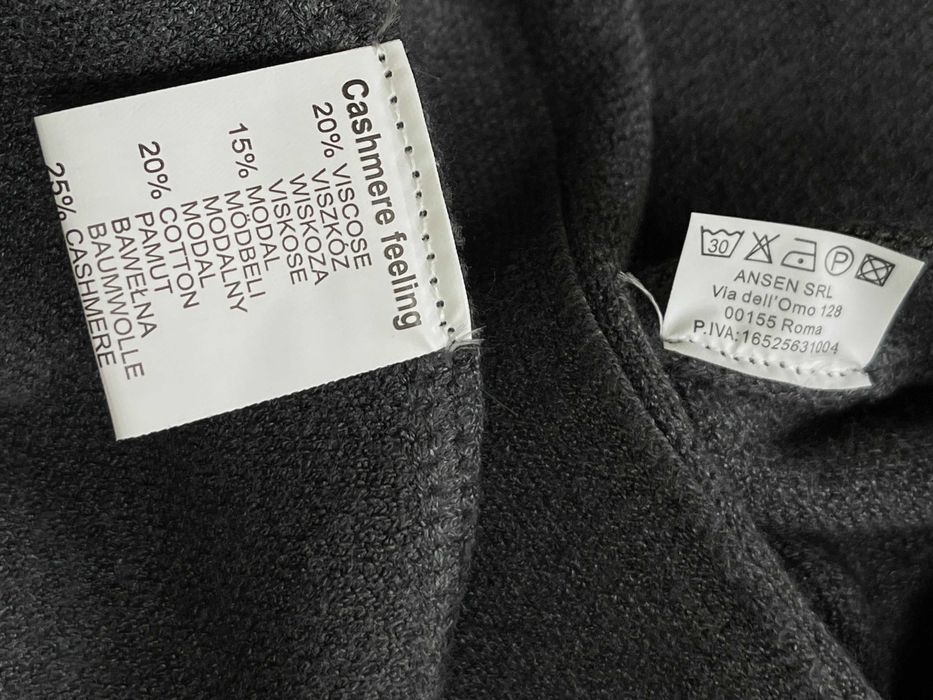 Cashmere feeling
20% VISCOSE
VISZKÓZ
WISKOZA
VISKOSE
15% MODAL
MÓDBELI
MODALNY
MODAL
20% COTTON
PAMUT
BAWEŁNA
BAUMWOLLE
25% CASHMERE
30 P
ANSEN SRL
Via dell'Omo 128
00155 Roma
P.IVA:16525631004